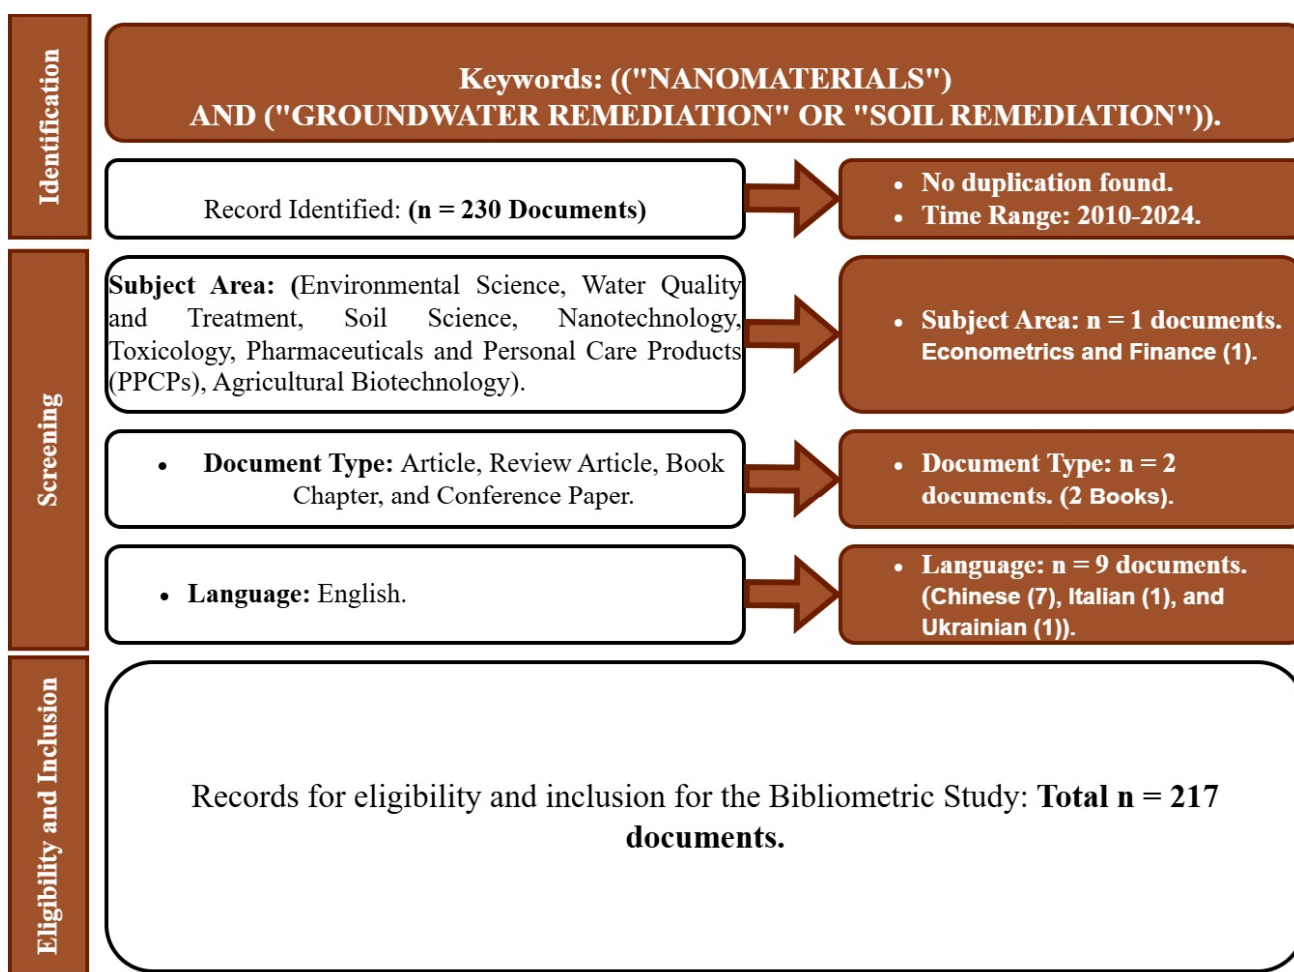 Identification
Keywords: (("NANOMATERIALS")
AND ("GROUNDWATER REMEDIATION" OR "SOIL REMEDIATION")).
Record Identified: (n = 230 Documents)
• No duplication found.
• Time Range: 2010-2024.
Screening
Subject Area: (Environmental Science, Water Quality
and Treatment, Soil Science, Nanotechnology,
Toxicology, Pharmaceuticals and Personal Care Products
(PPCPs), Agricultural Biotechnology).
• Subject Area: n = 1 documents.
Econometrics and Finance (1).
• Document Type: Article, Review Article, Book
Chapter, and Conference Paper.
• Document Type: n = 2
documents. (2 Books).
• Language: English.
• Language: n = 9 documents.
(Chinese (7), Italian (1), and
Ukrainian (1)).
Eligibility and Inclusion
Records for eligibility and inclusion for the Bibliometric Study: Total n = 217
documents.